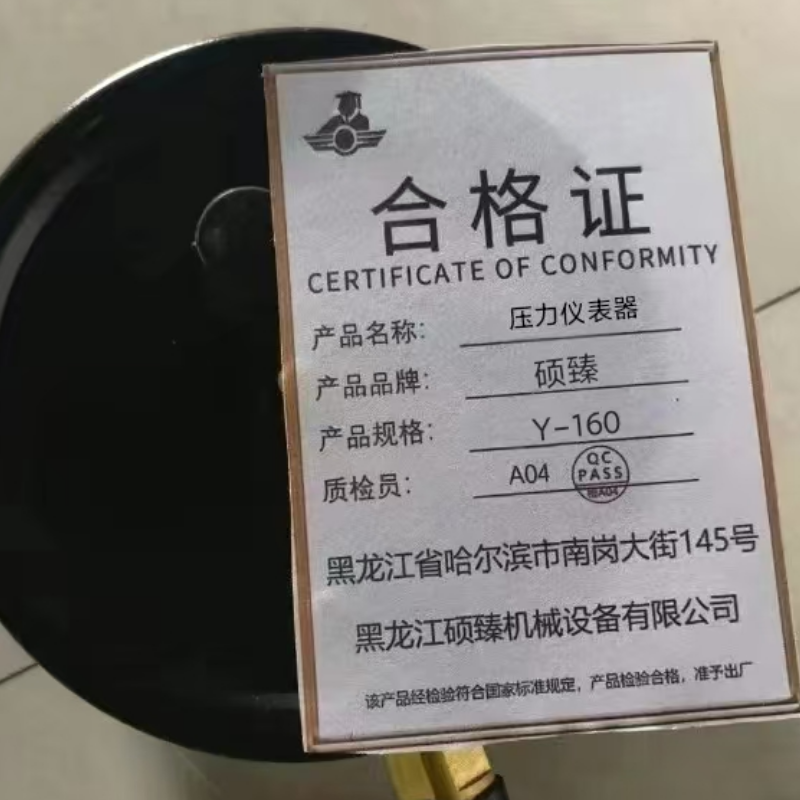 合格证
CERTIFICATE OF CONFORMITY
产品名称： 压力仪表器
产品品牌： 硕臻
产品规格： Y-160
质检员： A04
QC
PASS
黑龙江省哈尔滨市南岗大街145号
黑龙江硕臻机械设备有限公司
该产品经检验符合国家标准规定，产品检验合格，准予出厂